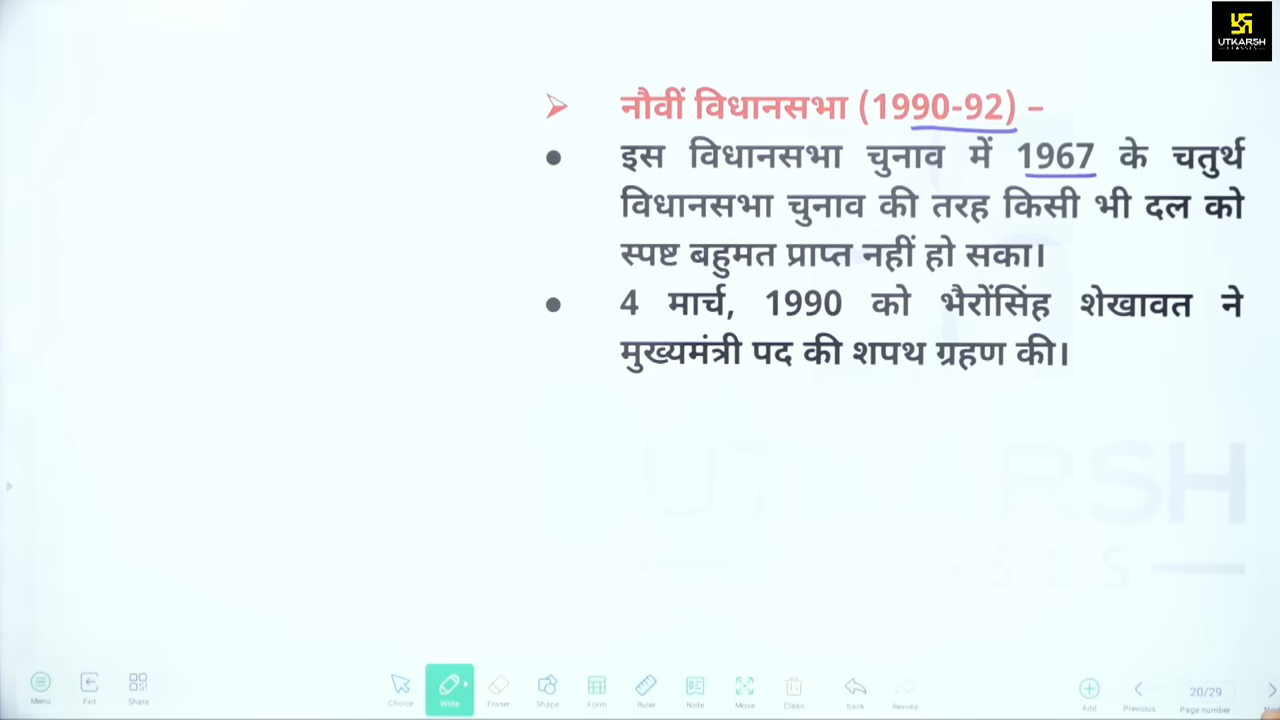 UTKARSH
CLASSES
➢ नौवीं विधानसभा (1990-92) –
● इस विधानसभा चुनाव में 1967 के चतुर्थ
विधानसभा चुनाव की तरह किसी भी दल को
स्पष्ट बहुमत प्राप्त नहीं हो सका।
● 4 मार्च, 1990 को भैरोंसिंह शेखावत ने
मुख्यमंत्री पद की शपथ ग्रहण की।
Menu Exit Share Choice Write Eraser Shape Form Ruler Note Move Clean Back Revoke Add Previous 20/29 Page number